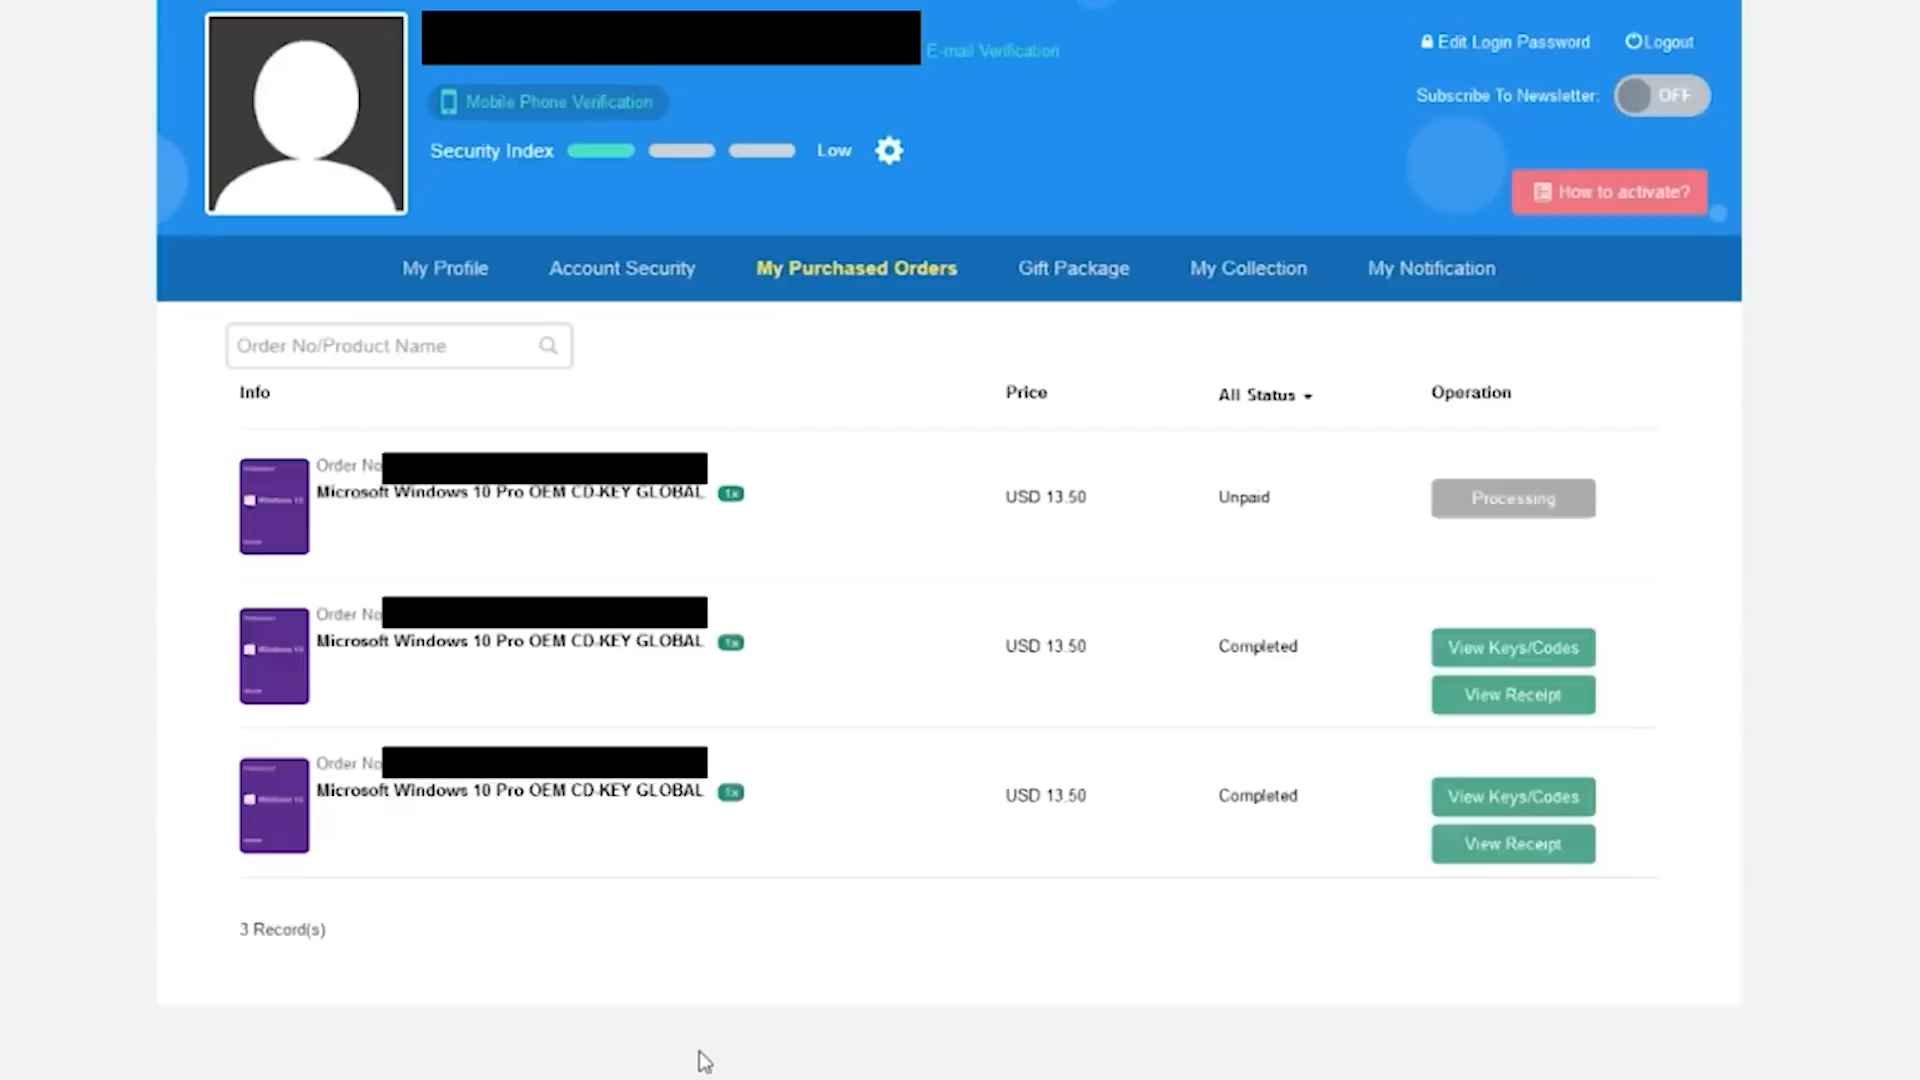 E-mail Verification
Edit Login Password
Logout
Mobile Phone Verification
Subscribe To Newsletter:
OFF
Security Index
Low
How to activate?
My Profile
Account Security
My Purchased Orders
Gift Package
My Collection
My Notification
Order No/Product Name
Info
Price
All Status
Operation
Order No
Microsoft Windows 10 Pro OEM CD-KEY GLOBAL
1x
USD 13.50
Unpaid
Processing
Order No
Microsoft Windows 10 Pro OEM CD-KEY GLOBAL
1x
USD 13.50
Completed
View Keys/Codes
View Receipt
Order No
Microsoft Windows 10 Pro OEM CD-KEY GLOBAL
1x
USD 13.50
Completed
View Keys/Codes
View Receipt
3 Record(s)